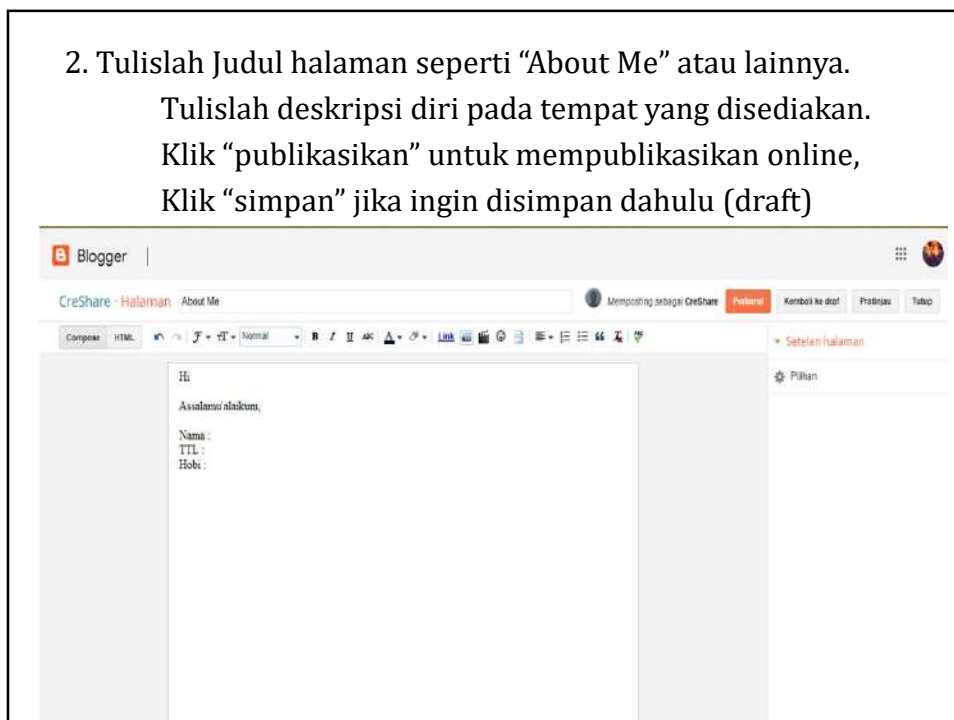 2. Tulislah Judul halaman seperti “About Me” atau lainnya.
Tulislah deskripsi diri pada tempat yang disediakan.
Klik “publikasikan” untuk mempublikasikan online,
Klik “simpan” jika ingin disimpan dahulu (draft)
Blogger
CreShare · Halaman About Me Memposting sebagai CreShare Perbarui Kembali ke draf Pratinjau Tutup
Compose HTML Normal B I U ABC A Link
Setelan halaman
Pilihan
Hi
Assalamu'alaikum,
Nama :
TTL :
Hobi :